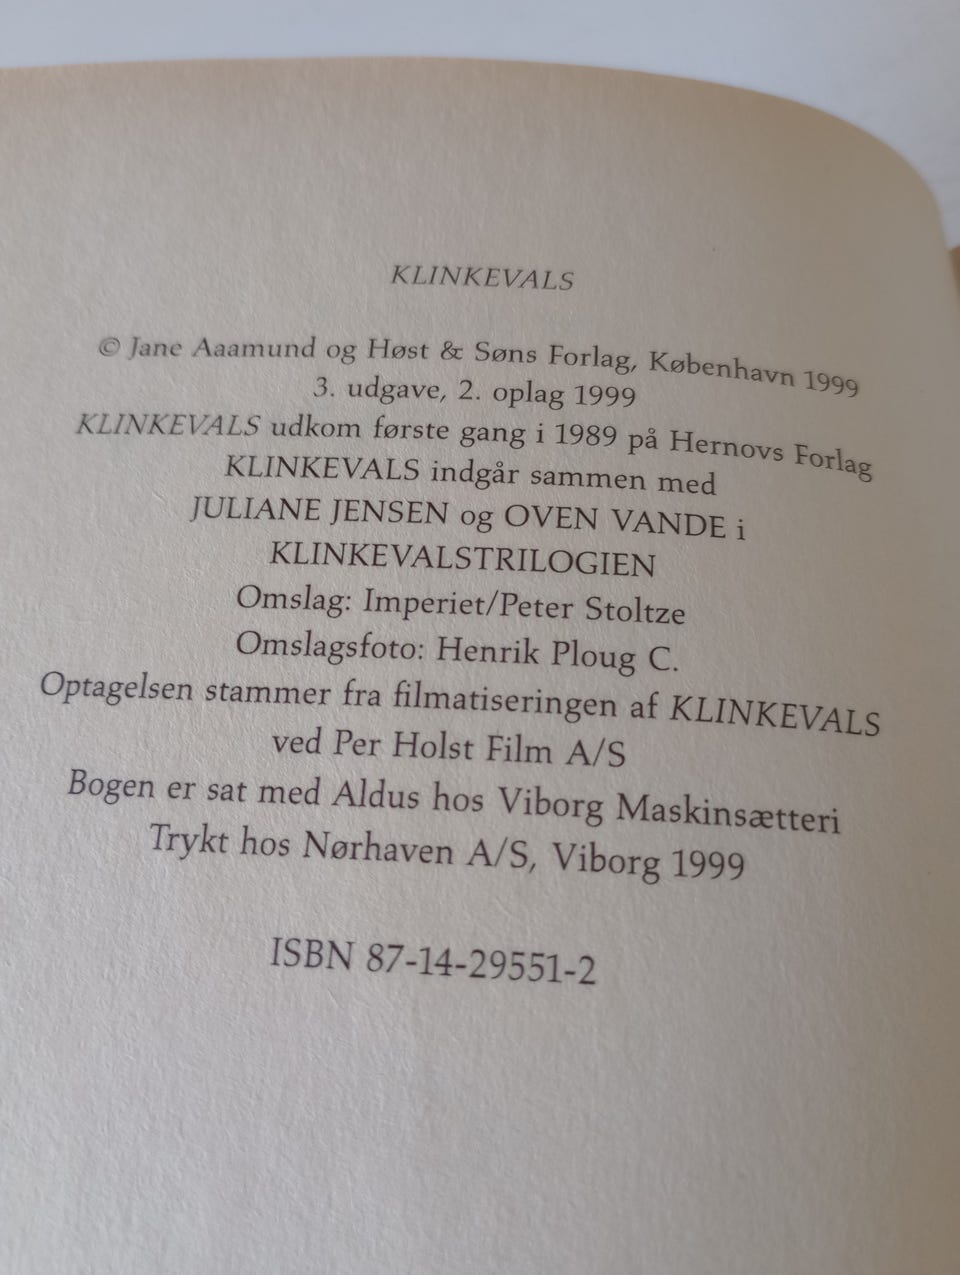 KLINKEVALS
© Jane Aaamund og Høst & Søns Forlag, København 1999
3. udgave, 2. oplag 1999
KLINKEVALS udkom første gang i 1989 på Hernovs Forlag
KLINKEVALS indgår sammen med
JULIANE JENSEN og OVEN VANDE i
KLINKEVALSTRILOGIEN
Omslag: Imperiet/Peter Stoltze
Omslagsfoto: Henrik Ploug C.
Optagelsen stammer fra filmatiseringen af KLINKEVALS
ved Per Holst Film A/S
Bogen er sat med Aldus hos Viborg Maskinsætteri
Trykt hos Nørhaven A/S, Viborg 1999
ISBN 87-14-29551-2